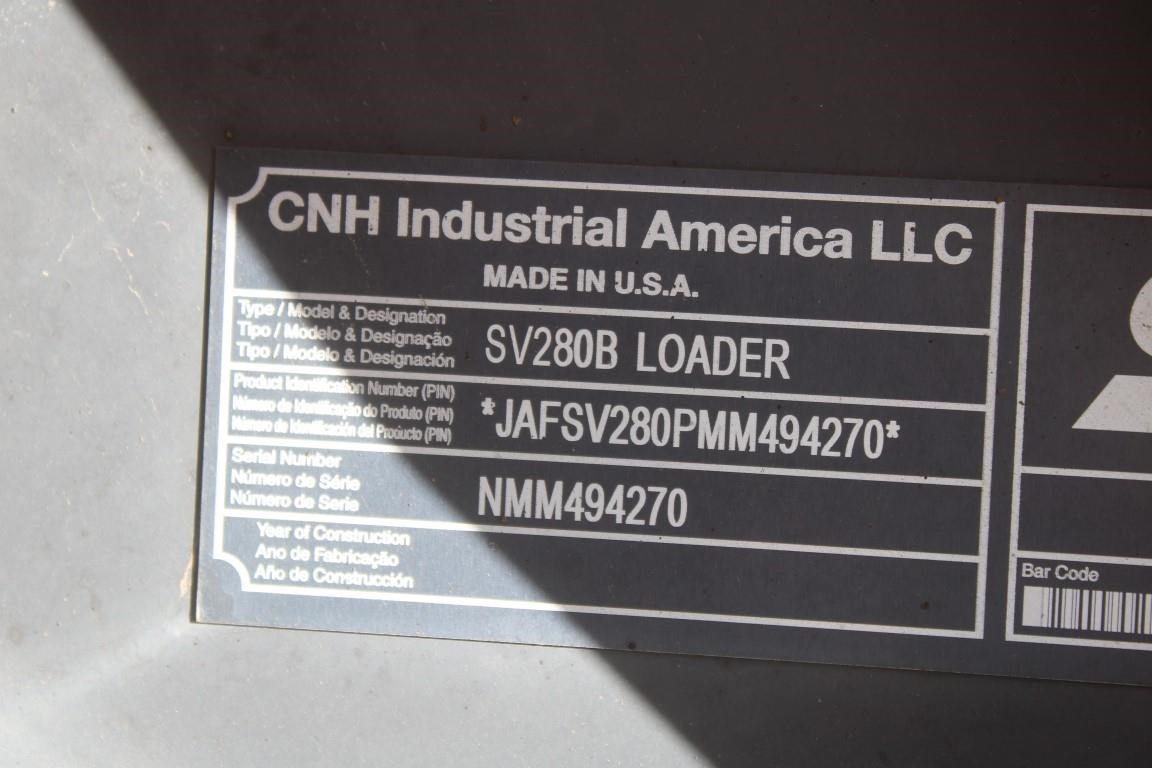 CNH Industrial America LLC
MADE IN U.S.A.
Type / Model & Designation
Tipo / Modelo & Designação
Tipo / Modelo & Designación
SV280B LOADER
Product Identification Number (PIN)
Número de Identificação do Produto (PIN)
Número de Identificación del Producto (PIN)
*JAFSV280PMM494270*
Serial Number
Número de Série
Número de Serie
NMM494270
Year of Construction
Ano de Fabricação
Año de Construcción
Bar Code